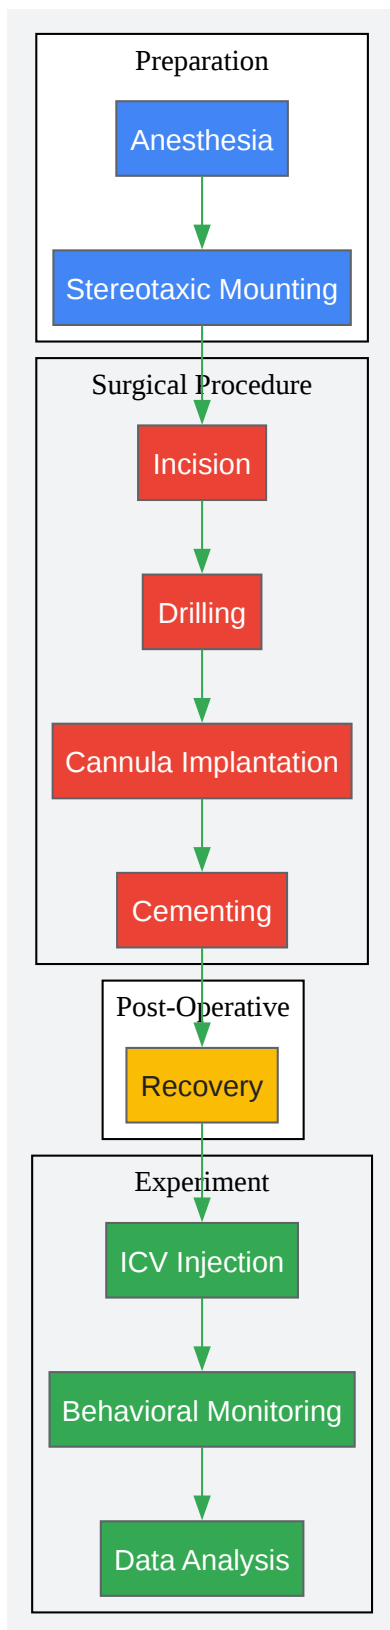 Preparation
Anesthesia
Stereotaxic Mounting
Surgical Procedure
Incision
Drilling
Cannula Implantation
Cementing
Post-Operative
Recovery
Experiment
ICV Injection
Behavioral Monitoring
Data Analysis